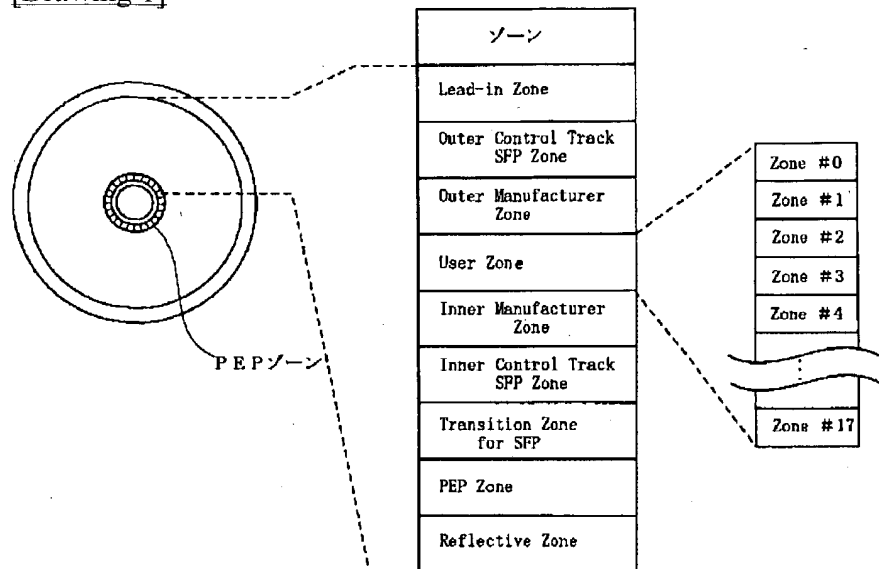 [Drawing 1]
ゾーン
Lead-in Zone
Outer Control Track
SFP Zone
Outer Manufacturer
Zone
User Zone
Inner Manufacturer
Zone
Inner Control Track
SFP Zone
Transition Zone
for SFP
PEP Zone
Reflective Zone
Zone #0
Zone #1
Zone #2
Zone #3
Zone #4
Zone #17
PEPゾーン